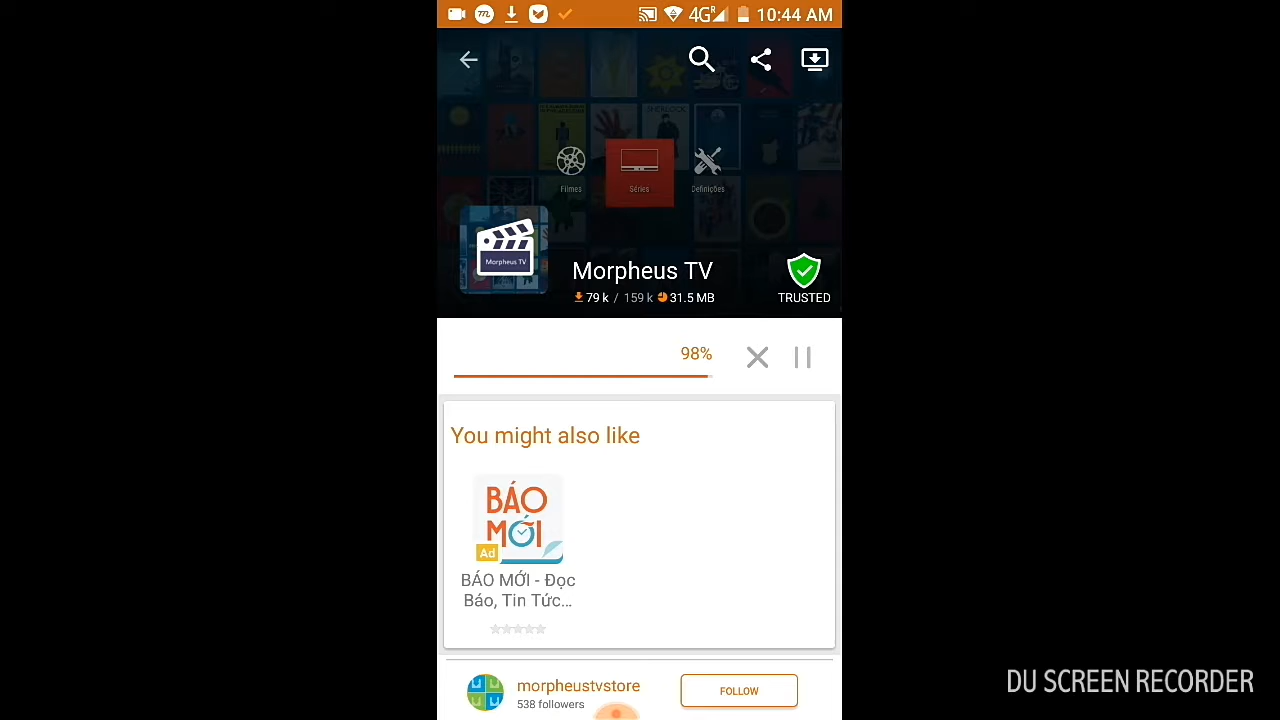 4G R 10:44 AM
Filmes
Séries
Definições
Morpheus TV
Morpheus TV
79 k / 159 k 31.5 MB
TRUSTED
98%
You might also like
BÁO
MỚI
Ad
BÁO MỚI - Đọc
Báo, Tin Tức...
morpheustvstore
538 followers
FOLLOW
DU SCREEN RECORDER